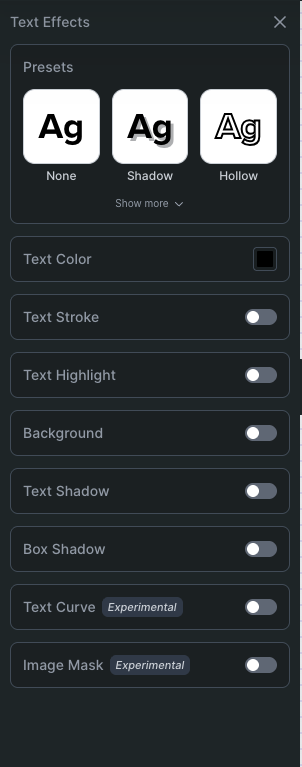 Text Effects
Presets
Ag Ag Ag
None Shadow Hollow
Show more
Text Color
Text Stroke
Text Highlight
Background
Text Shadow
Box Shadow
Text Curve Experimental
Image Mask Experimental